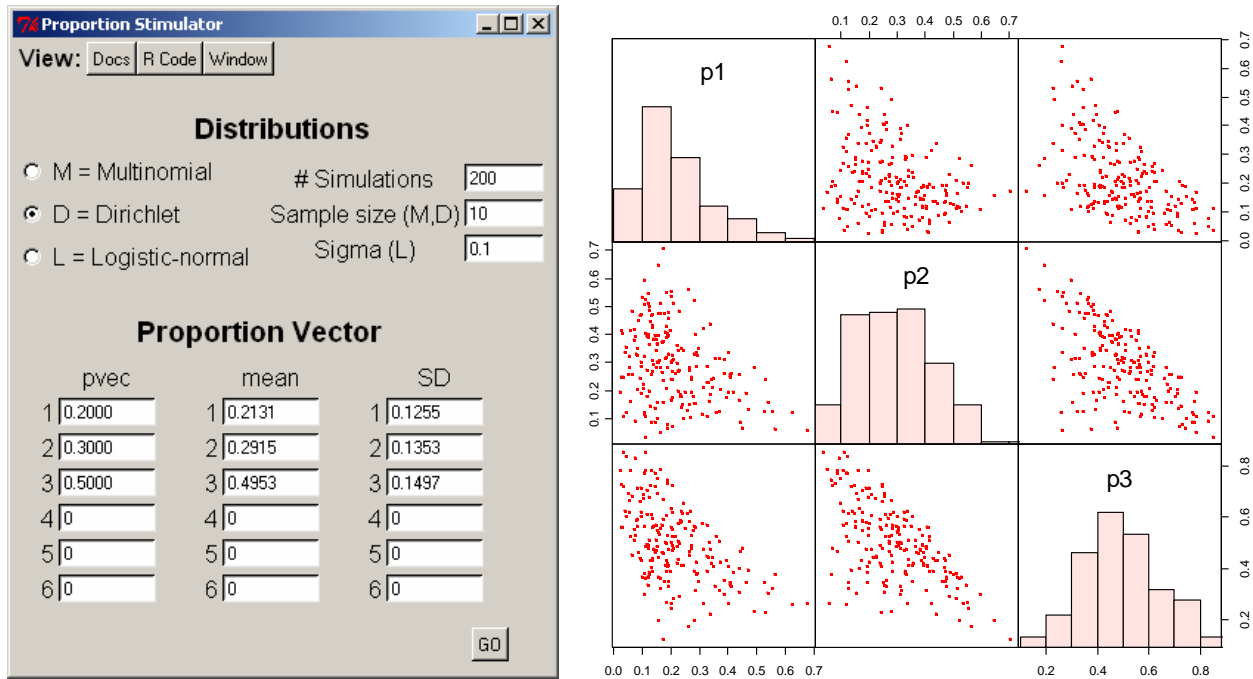 Proportion Stimulator
View: Docs R Code Window
Distributions
M = Multinomial
D = Dirichlet
L = Logistic-normal
# Simulations 200
Sample size (M,D) 10
Sigma (L) 0.1
Proportion Vector
pvec mean SD
1 0.2000 1 0.2131 1 0.1255
2 0.3000 2 0.2915 2 0.1353
3 0.5000 3 0.4953 3 0.1497
4 0 4 0 4 0
5 0 5 0 5 0
6 0 6 0 6 0
GO
0.1 0.2 0.3 0.4 0.5 0.6 0.7
p1
0.0 0.1 0.2 0.3 0.4 0.5 0.6 0.7
0.1 0.2 0.3 0.4 0.5 0.6 0.7
p2
p3
0.2 0.4 0.6 0.8
0.0 0.1 0.2 0.3 0.4 0.5 0.6 0.7
0.2 0.4 0.6 0.8